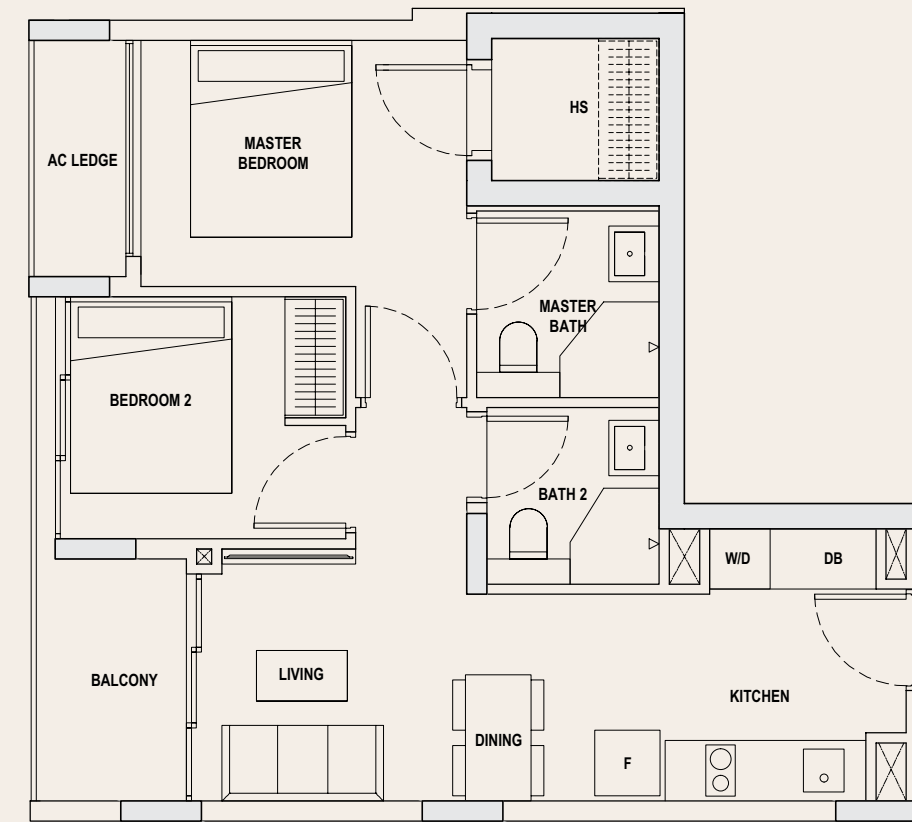 HS
MASTER
BEDROOM
AC LEDGE
MASTER
BATH
BEDROOM 2
BATH 2
W/D
DB
LIVING
BALCONY
KITCHEN
DINING
F